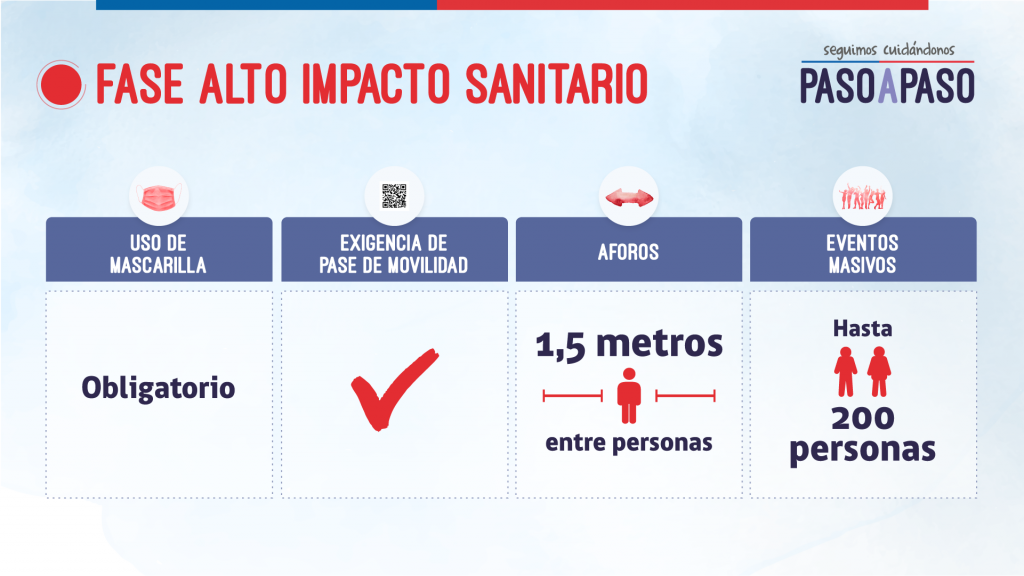 seguimos cuidándonos
PASOAPASO
FASE ALTO IMPACTO SANITARIO
USO DE
MASCARILLA
Obligatorio
EXIGENCIA DE
PASE DE MOVILIDAD
AFOROS
1,5 metros
entre personas
EVENTOS
MASIVOS
Hasta
200
personas